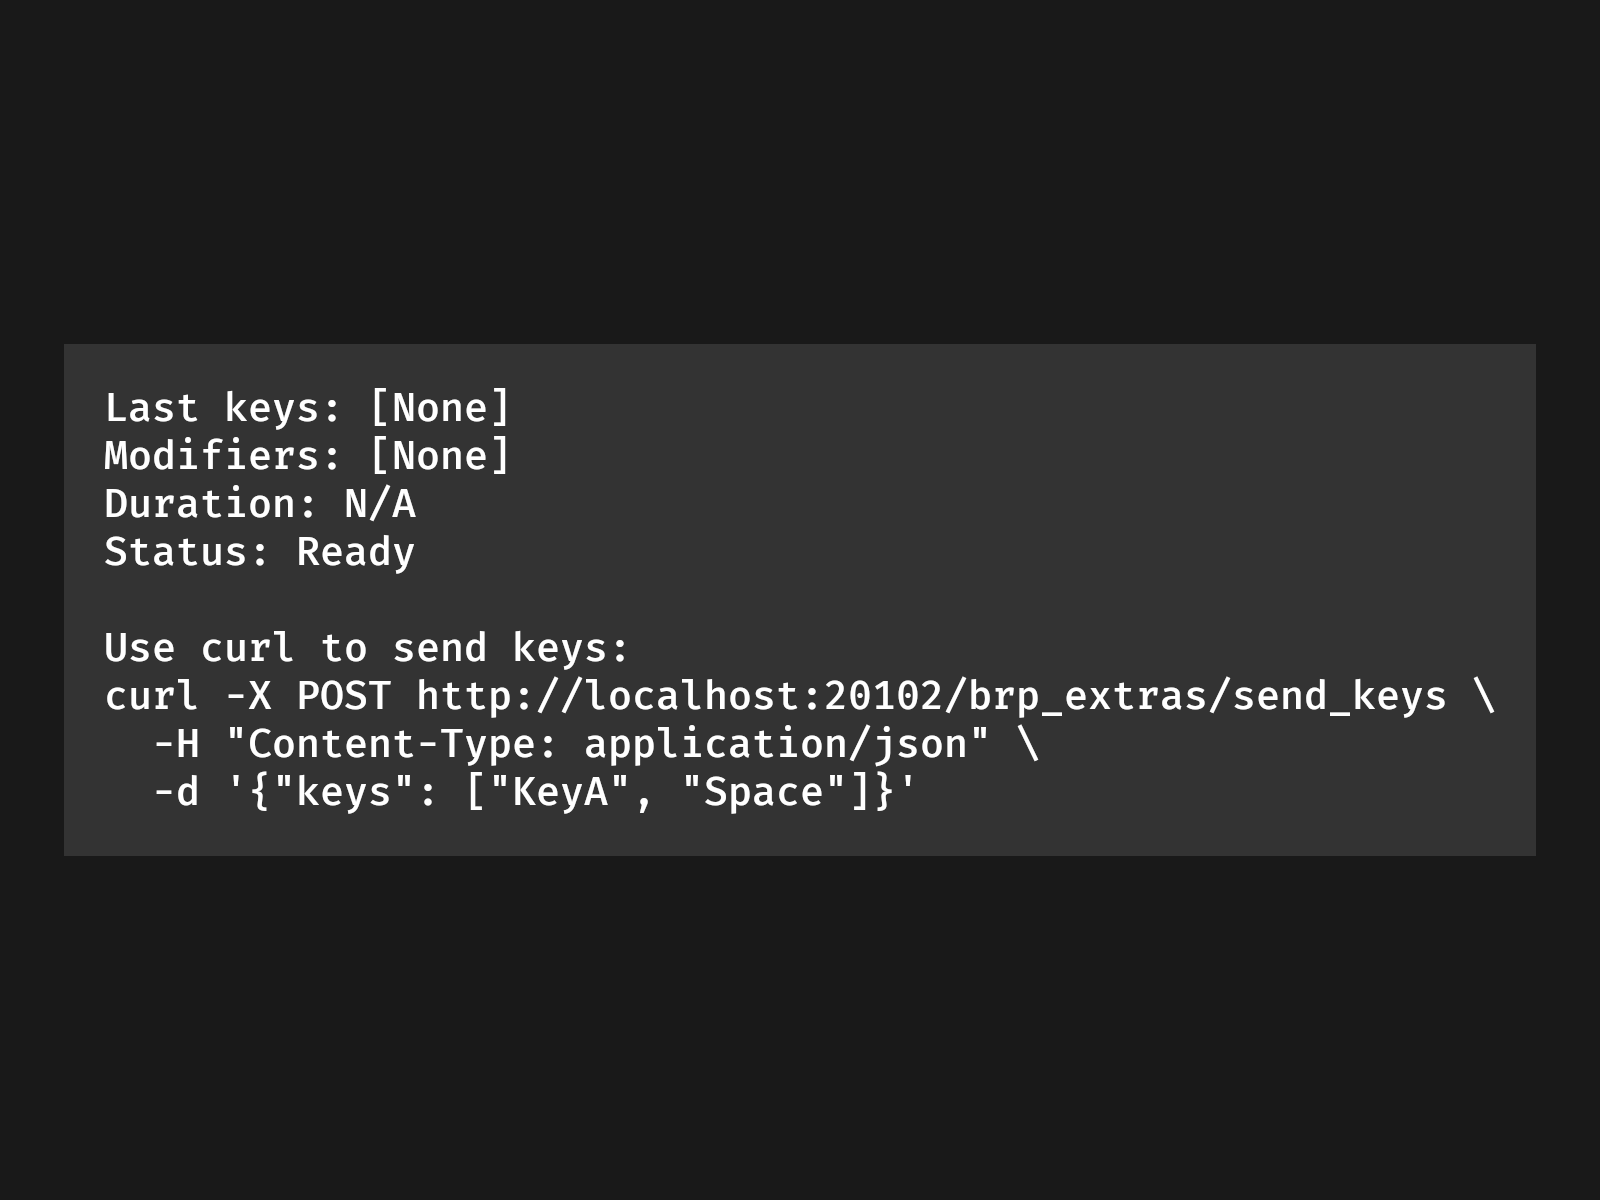 Last keys: [None]
Modifiers: [None]
Duration: N/A
Status: Ready

Use curl to send keys:
curl -X POST http://localhost:20102/brp_extras/send_keys \
  -H "Content-Type: application/json" \
  -d '{"keys": ["KeyA", "Space"]}'